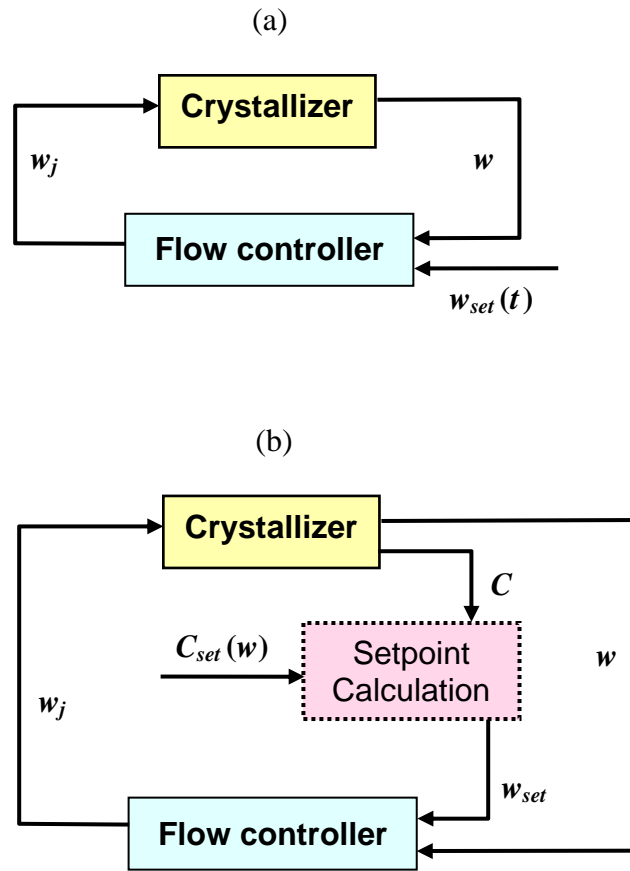 (a)
Crystallizer
w_j
w
Flow controller
w_set(t)
(b)
Crystallizer
C
C_set(w)
Setpoint
Calculation
w
w_j
w_set
Flow controller